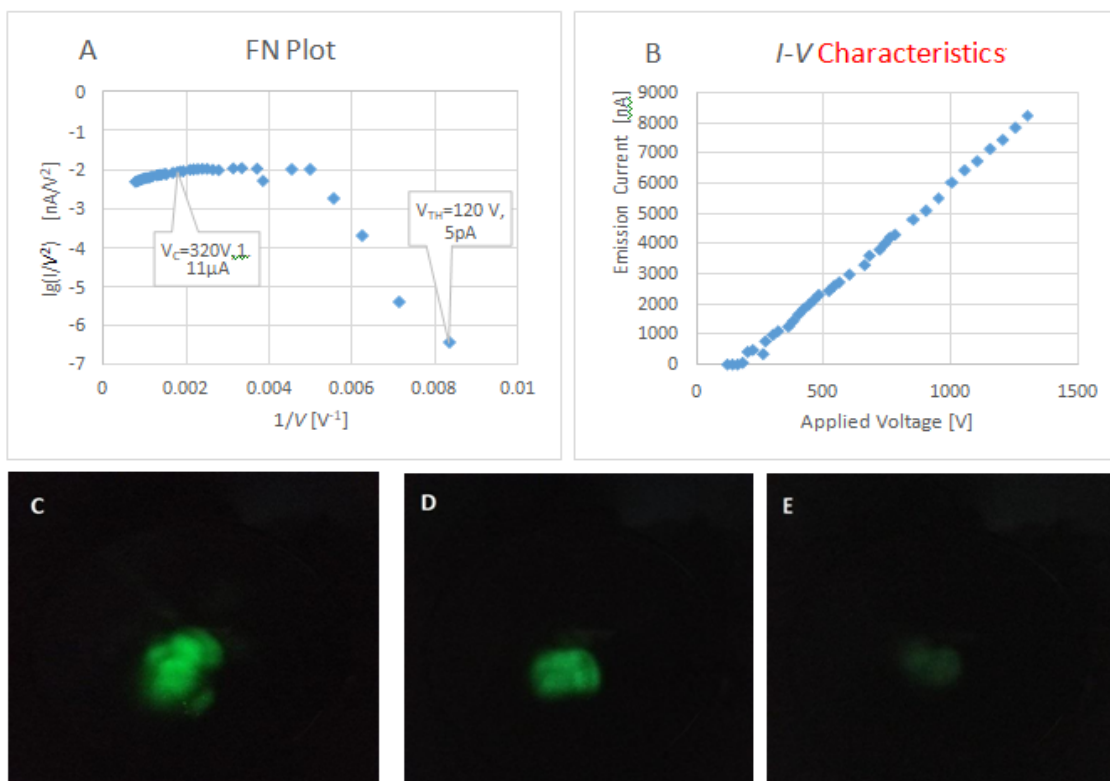 A
FN Plot
0
-1
-2
-3
-4
-5
-6
-7
lg(I/V²) [nA/V²]
V_C=320V,1,
11µA
V_TH=120 V,
5pA
0
0.002
0.004
0.006
0.008
0.01
1/V [V⁻¹]
B
I-V Characteristics
9000
8000
7000
6000
5000
4000
3000
2000
1000
0
Emission Current [nA]
0
500
1000
1500
Applied Voltage [V]
C
D
E